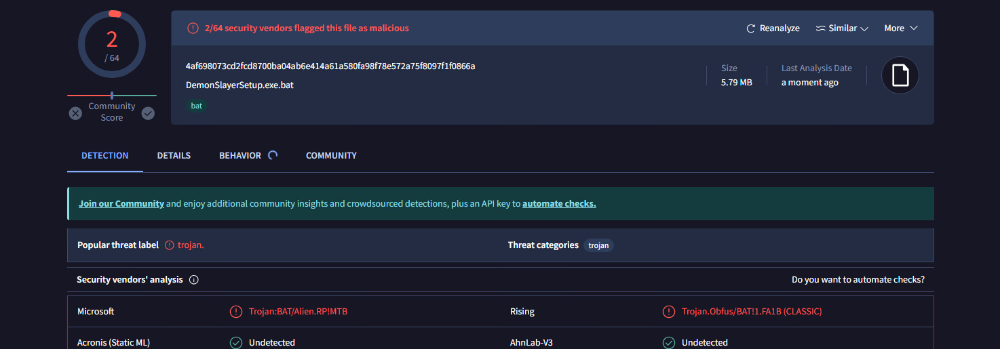 2
/ 64
Community
Score
2/64 security vendors flagged this file as malicious
Reanalyze
Similar
More
4af698073cd2fcd8700ba04ab6e414a61a580fa98f78e572a75f8097f1f0866a
DemonSlayerSetup.exe.bat
bat
Size
5.79 MB
Last Analysis Date
a moment ago
DETECTION
DETAILS
BEHAVIOR
COMMUNITY
Join our Community and enjoy additional community insights and crowdsourced detections, plus an API key to automate checks.
Popular threat label
trojan.
Threat categories
trojan
Security vendors' analysis
Do you want to automate checks?
Microsoft
Trojan:BAT/Alien.RP!MTB
Rising
Trojan.Obfus/BAT!1.FA1B (CLASSIC)
Acronis (Static ML)
Undetected
AhnLab-V3
Undetected